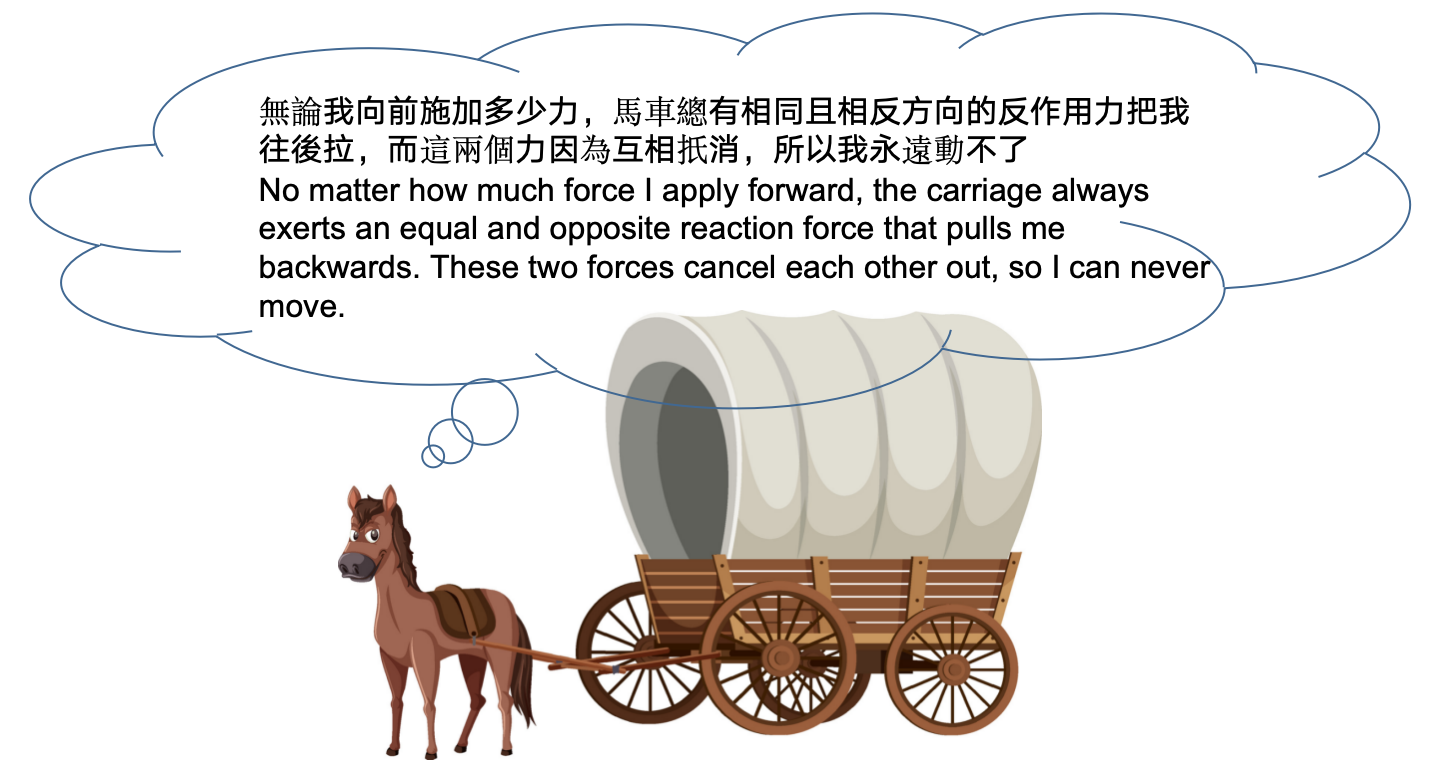 無論我向前施加多少力，馬車總有相同且相反方向的反作用力把我
往後拉，而這兩個力因為互相抵消，所以我永遠動不了
No matter how much force I apply forward, the carriage always
exerts an equal and opposite reaction force that pulls me
backwards. These two forces cancel each other out, so I can never
move.